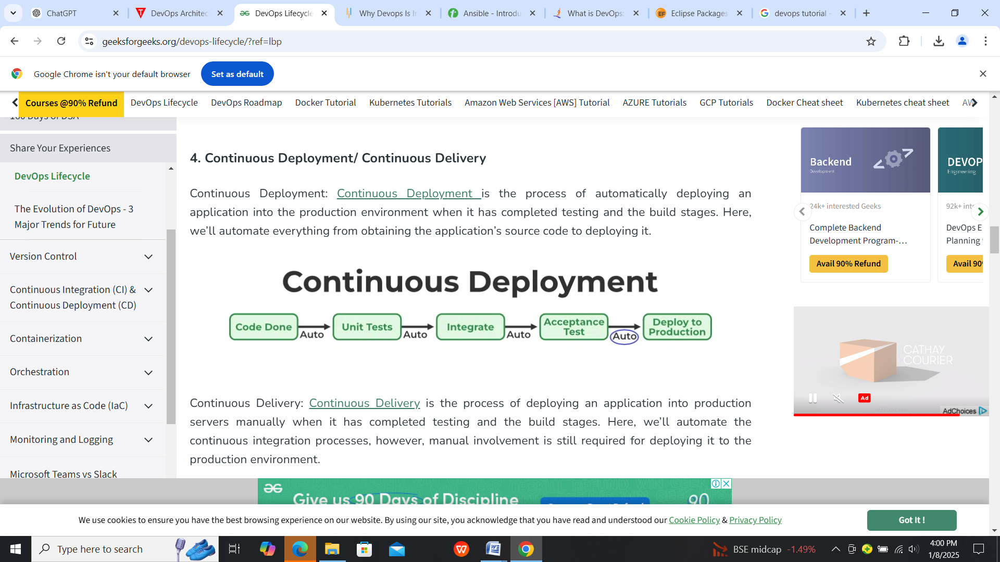 ChatGPT
DevOps Architec
DevOps Lifecycle
Why Devops Is I
Ansible - Introdu
What is DevOps:
Eclipse Packages
devops tutorial -
geeksforgeeks.org/devops-lifecycle/?ref=lbp
Google Chrome isn't your default browser
Set as default
Courses @90% Refund
DevOps Lifecycle
DevOps Roadmap
Docker Tutorial
Kubernetes Tutorials
Amazon Web Services [AWS] Tutorial
AZURE Tutorials
GCP Tutorials
Docker Cheat sheet
Kubernetes cheat sheet
Share Your Experiences
DevOps Lifecycle
The Evolution of DevOps - 3
Major Trends for Future
Version Control
Continuous Integration (CI) &
Continuous Deployment (CD)
Containerization
Orchestration
Infrastructure as Code (IaC)
Monitoring and Logging
Microsoft Teams vs Slack
4. Continuous Deployment/ Continuous Delivery
Continuous Deployment: Continuous Deployment is the process of automatically deploying an
application into the production environment when it has completed testing and the build stages. Here,
we’ll automate everything from obtaining the application’s source code to deploying it.
Continuous Deployment
Code Done
Auto
Unit Tests
Auto
Integrate
Auto
Acceptance
Test
Auto
Deploy to
Production
Continuous Delivery: Continuous Delivery is the process of deploying an application into production
servers manually when it has completed testing and the build stages. Here, we’ll automate the
continuous integration processes, however, manual involvement is still required for deploying it to the
production environment.
Backend
Development
24k+ interested Geeks
Complete Backend
Development Program-...
Avail 90% Refund
DEVOP
Engineering
92k+ int
DevOps E
Planning
Avail 90
CATHAY
COURIER
Ad
AdChoices
Give us 90 Days of Discipline
90
We use cookies to ensure you have the best browsing experience on our website. By using our site, you acknowledge that you have read and understood our Cookie Policy & Privacy Policy
Got It !
Type here to search
BSE midcap -1.49%
4:00 PM
1/8/2025